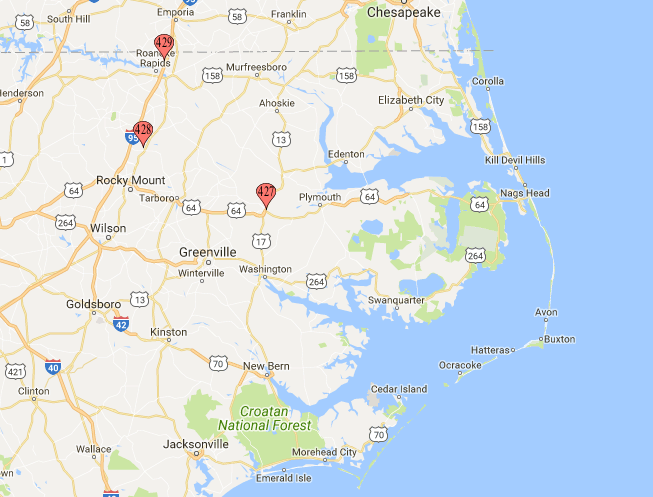 South Hill
58
Emporia
58
Franklin
58
Chesapeake
429
Roanoke
Rapids
158
Murfreesboro
158
Henderson
Corolla
Ahoskie
Elizabeth City
158
95
428
13
1
Edenton
Kill Devil Hills
Rocky Mount
64
Tarboro
64
64
427
Plymouth
64
64
Nags Head
264
Wilson
17
Greenville
264
Winterville
Washington
264
Goldsboro
13
42
Swanquarter
Avon
Kinston
Buxton
Hatteras
70
New Bern
Ocracoke
421
40
Clinton
Cedar Island
Croatan
National Forest
70
Jacksonville
Wallace
Morehead City
Emerald Isle
40